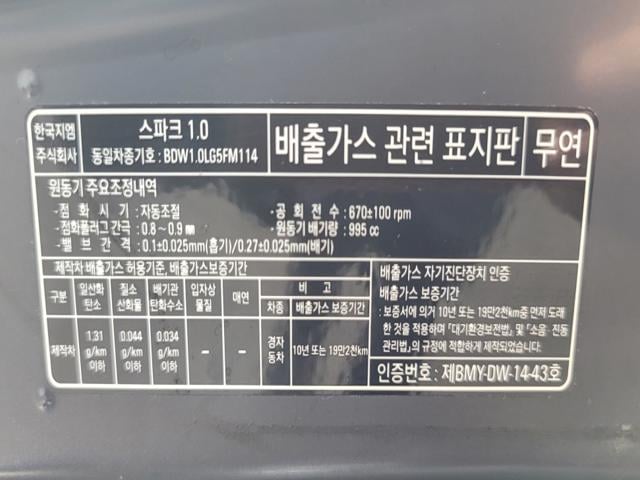 한국지엠
주식회사
스파크 1.0
동일차종기호 : BDW1.0LG5FM114
배출가스 관련 표지판
무연
원동기 주요조정내역
- 점 화 시 기 : 자동조절
- 점화플러그 간극 : 0.8~0.9㎜
- 밸 브 간 격 : 0.1±0.025mm(흡기)/0.27±0.025mm(배기)
- 공 회 전 수 : 670±100 rpm
- 원동기 배기량 : 995 cc
제작차 배출가스 허용기준, 배출가스보증기간
구분
일산화
탄소
질소
산화물
배기관
탄화수소
입자상
물질
매연
비 고
차종
배출가스 보증기간
제작차
1.31
g/km
이하
0.044
g/km
이하
0.034
g/km
이하
-
-
경자
동차
10년 또는 19만2천km
배출가스 자기진단장치 인증
배출가스 보증기간
: 보증서에 의거 10년 또는 19만2천km중 먼저 도래
한 것을 적용하며 「대기환경보전법」 및 「소음·진동
관리법」의 규정에 적합하게 제작되었습니다.
인증번호 : 제BMY-DW-14-43호